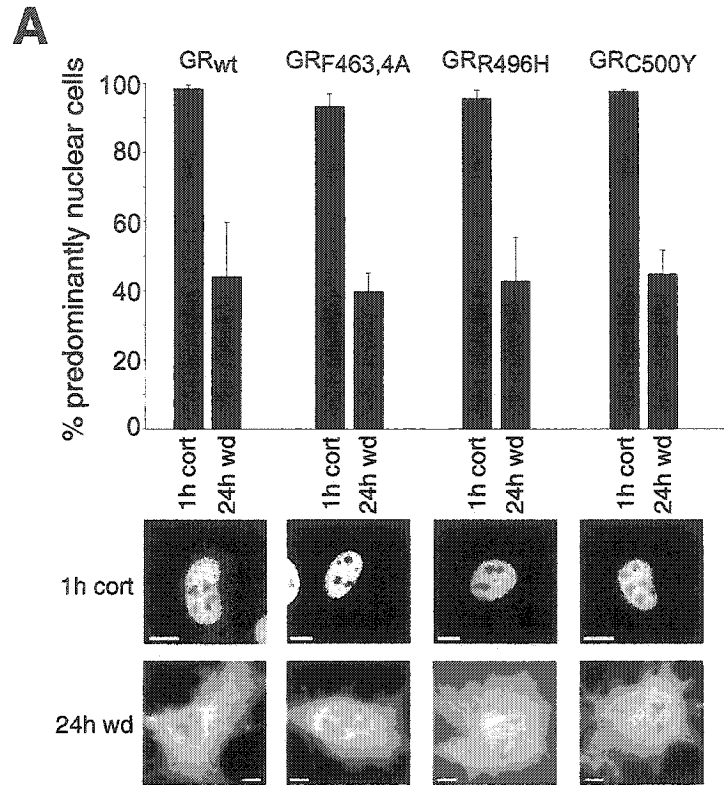 A
GRwt GRF463,4A GRR496H GRC500Y
% predominantly nuclear cells
100
80
60
40
20
0
1h cort 24h wd 1h cort 24h wd 1h cort 24h wd 1h cort 24h wd
1h cort
24h wd